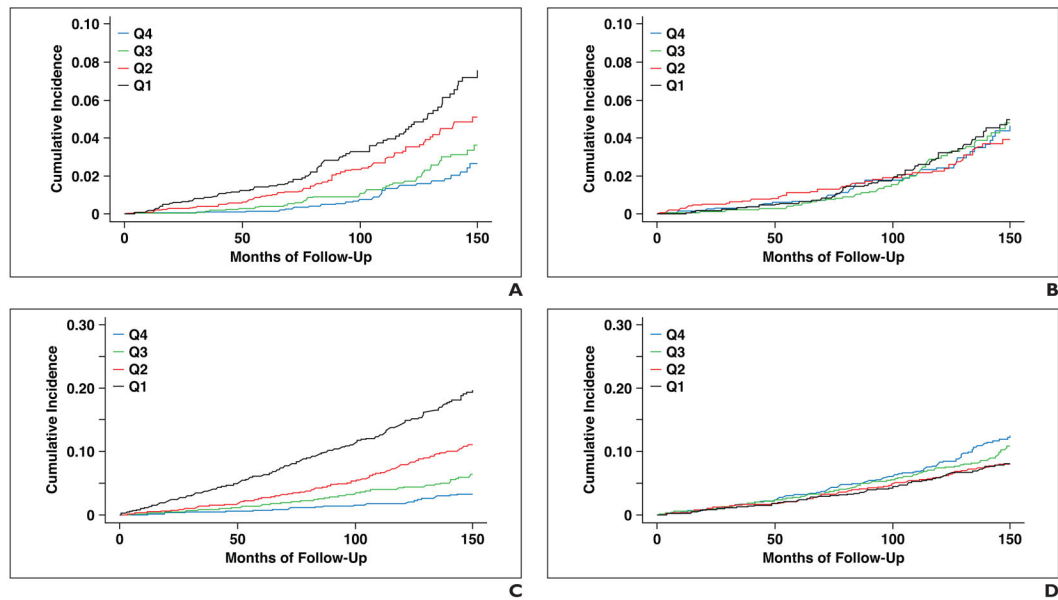 0.10
0.08
0.06
0.04
0.02
0
Cumulative Incidence
Q4
Q3
Q2
Q1
0 50 100 150
Months of Follow-Up
A
0.10
0.08
0.06
0.04
0.02
0
Cumulative Incidence
Q4
Q3
Q2
Q1
0 50 100 150
Months of Follow-Up
B
0.30
0.20
0.10
0
Cumulative Incidence
Q4
Q3
Q2
Q1
0 50 100 150
Months of Follow-Up
C
0.30
0.20
0.10
0
Cumulative Incidence
Q4
Q3
Q2
Q1
0 50 100 150
Months of Follow-Up
D